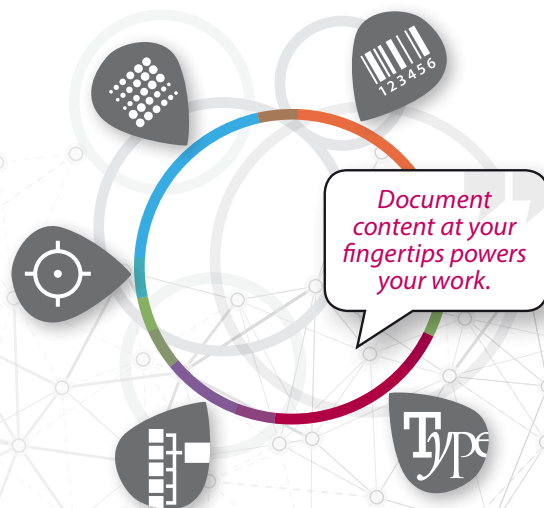 123456
Document
content at your
fingertips powers
your work.
Type